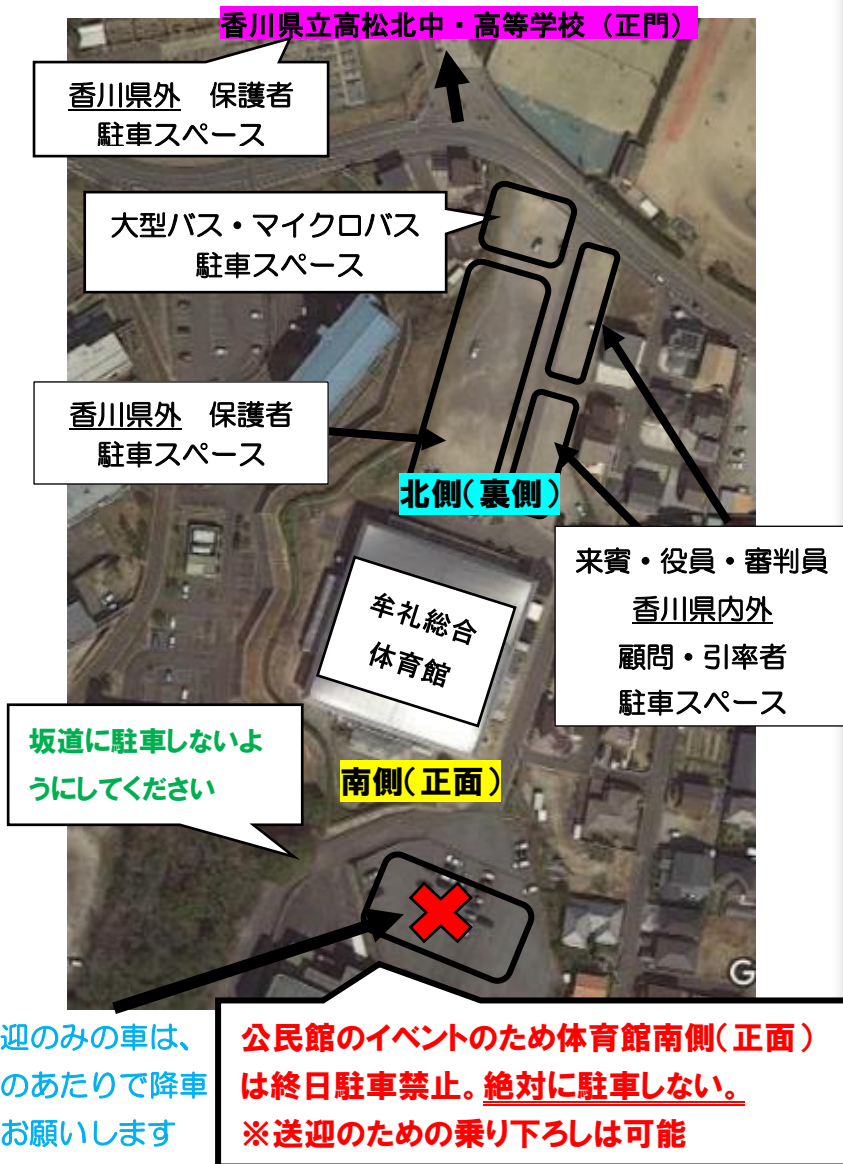 香川県立高松北中・高等学校（正門）
香川県外　保護者
駐車スペース
大型バス・マイクロバス
駐車スペース
香川県外　保護者
駐車スペース
北側（裏側）
来賓・役員・審判員
香川県内外
顧問・引率者
駐車スペース
牟礼総合
体育館
坂道に駐車しないよ
うにしてください
南側（正面）
G
迎のみの車は、
のあたりで降車
お願いします
公民館のイベントのため体育館南側（正面）
は終日駐車禁止。絶対に駐車しない。
※送迎のための乗り下ろしは可能